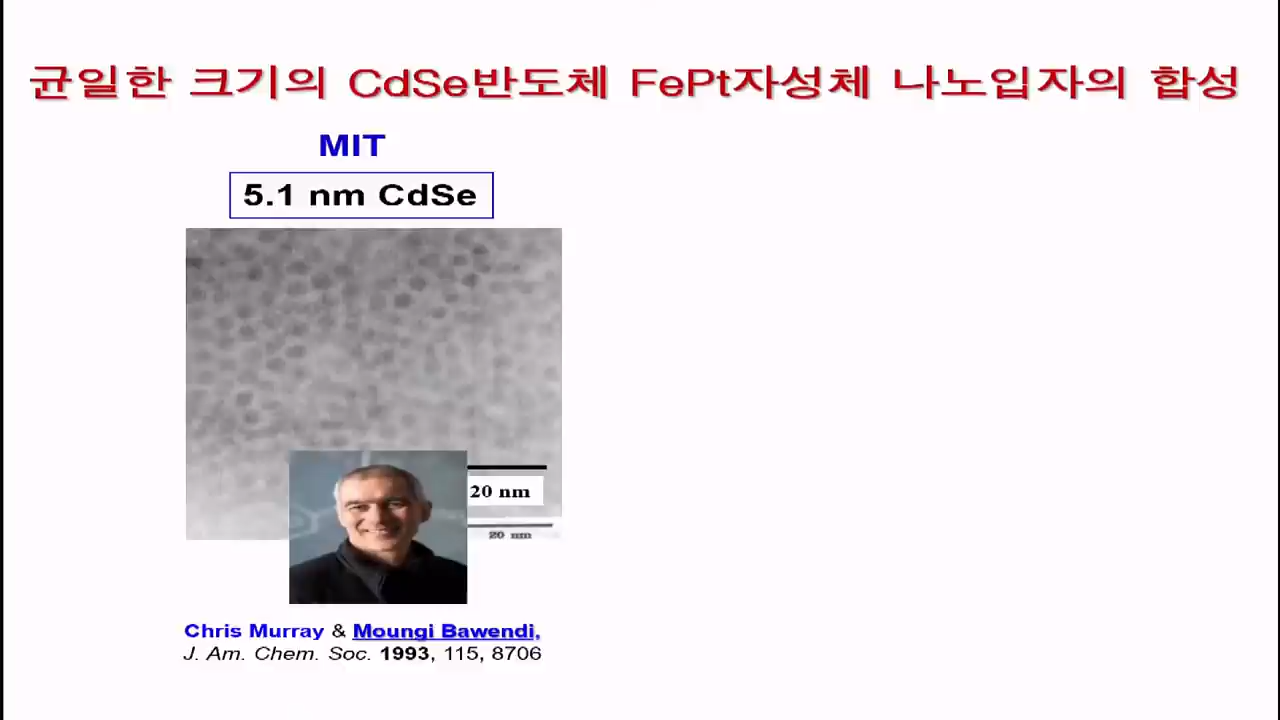 균일한 크기의 CdSe반도체 FePt자성체 나노입자의 합성
MIT
5.1 nm CdSe
20 nm
20 nm
Chris Murray & Moungi Bawendi,
J. Am. Chem. Soc. 1993, 115, 8706